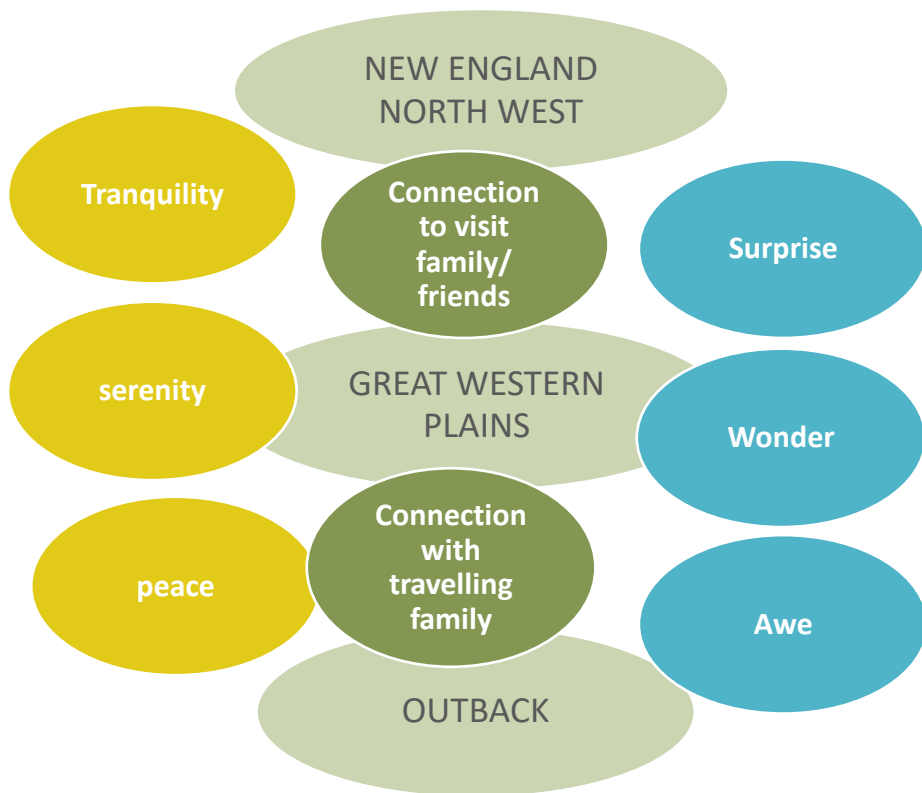 NEW ENGLAND
NORTH WEST
Tranquility
Connection
to visit
family/
friends
Surprise
serenity
GREAT WESTERN
PLAINS
Wonder
peace
Connection
with
travelling
family
Awe
OUTBACK